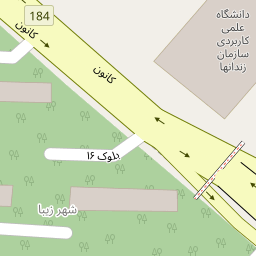 184
کانون
کانون
دانشگاه
علمی
کاربردی
سازمان
زندانها
بلوک ۱۶
شهر زیبا